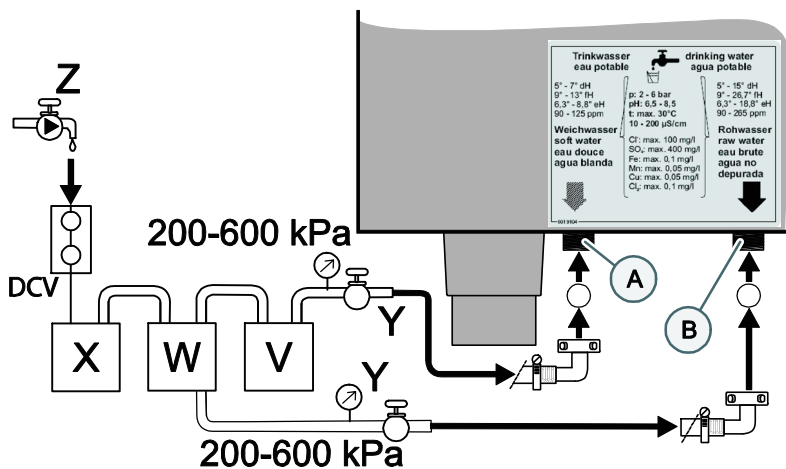 Z
DCV
X
W
V
200-600 kPa
Y
Y
200-600 kPa
Trinkwasser
eau potable
drinking water
agua potable
5° - 7° dH
9° - 13° fH
6,3° - 8,8° eH
90 - 125 ppm
Weichwasser
soft water
eau douce
agua blanda
p: 2 - 6 bar
pH: 6,5 - 8,5
t: max. 30°C
10 - 200 µS/cm
Cl⁻: max. 100 mg/l
SO₄: max. 400 mg/l
Fe: max. 0,1 mg/l
Mn: max. 0,05 mg/l
Cu: max. 0,05 mg/l
Cl₂: max. 0,1 mg/l
5° - 15° dH
9° - 26,7° fH
6,3° - 18,8° eH
90 - 265 ppm
Rohwasser
raw water
eau brute
agua no
depurada
A
B